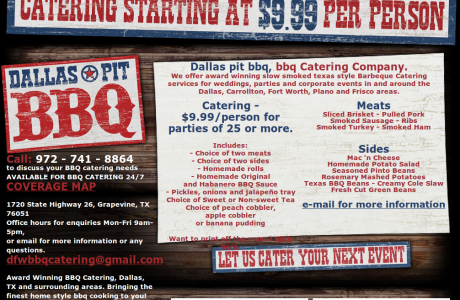 CATERING STARTING AT $9.99 PER PERSON
DALLAS PIT
BBQ
Call: 972 - 741 - 8864
to discuss your BBQ catering needs
AVAILABLE FOR BBQ CATERING 24/7
COVERAGE MAP
1720 State Highway 26, Grapevine, TX
76051
Office hours for enquiries Mon-Fri 9am-
5pm,
or email for more information or any
questions.
dfwbbqcatering@gmail.com
Award Winning BBQ Catering, Dallas,
TX and surrounding areas. Bringing the
finest home style bbq cooking to you!
Dallas pit bbq, bbq Catering Company.
We offer award winning slow smoked texas style Barbeque Catering
services for weddings, parties and corporate events in and around the
Dallas, Carrollton, Fort Worth, Plano and Frisco areas.
Catering -
$9.99/person for
parties of 25 or more.
Includes:
- Choice of two meats
- Choice of two sides
- Homemade rolls
- Homemade Original
and Habanero BBQ Sauce
- Pickles, onions and jalapeño tray
Choice of Sweet or Non-sweet Tea
Choice of peach cobbler,
apple cobbler
or banana pudding
Want to print off
Meats
Sliced Brisket - Pulled Pork
Smoked Sausage - Ribs
Smoked Turkey - Smoked Ham
Sides
Mac 'n Cheese
Homemade Potato Salad
Seasoned Pinto Beans
Rosemary Mashed Potatoes
Texas BBQ Beans - Creamy Cole Slaw
Fresh Cut Green Beans
e-mail for more information
LET US CATER YOUR NEXT EVENT